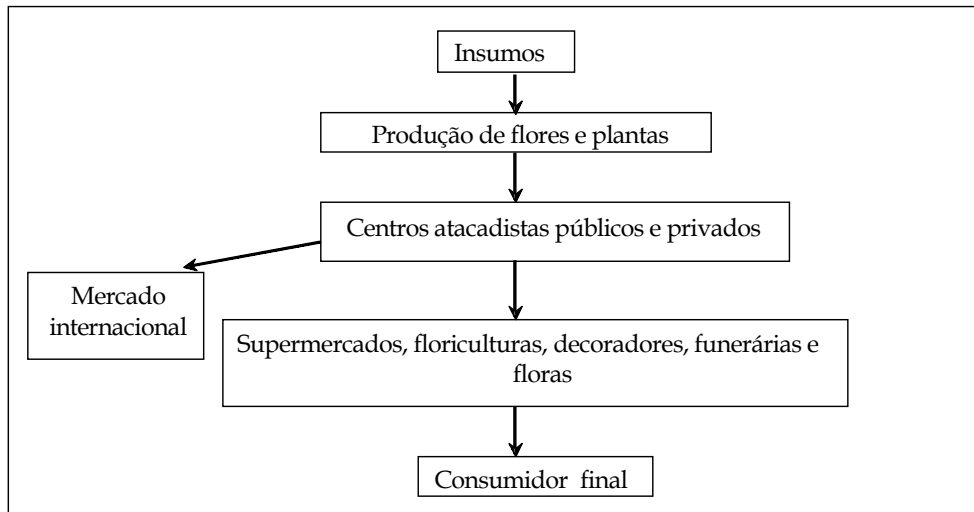 Insumos
Produção de flores e plantas
Centros atacadistas públicos e privados
Mercado
internacional
Supermercados, floriculturas, decoradores, funerárias e
floras
Consumidor final